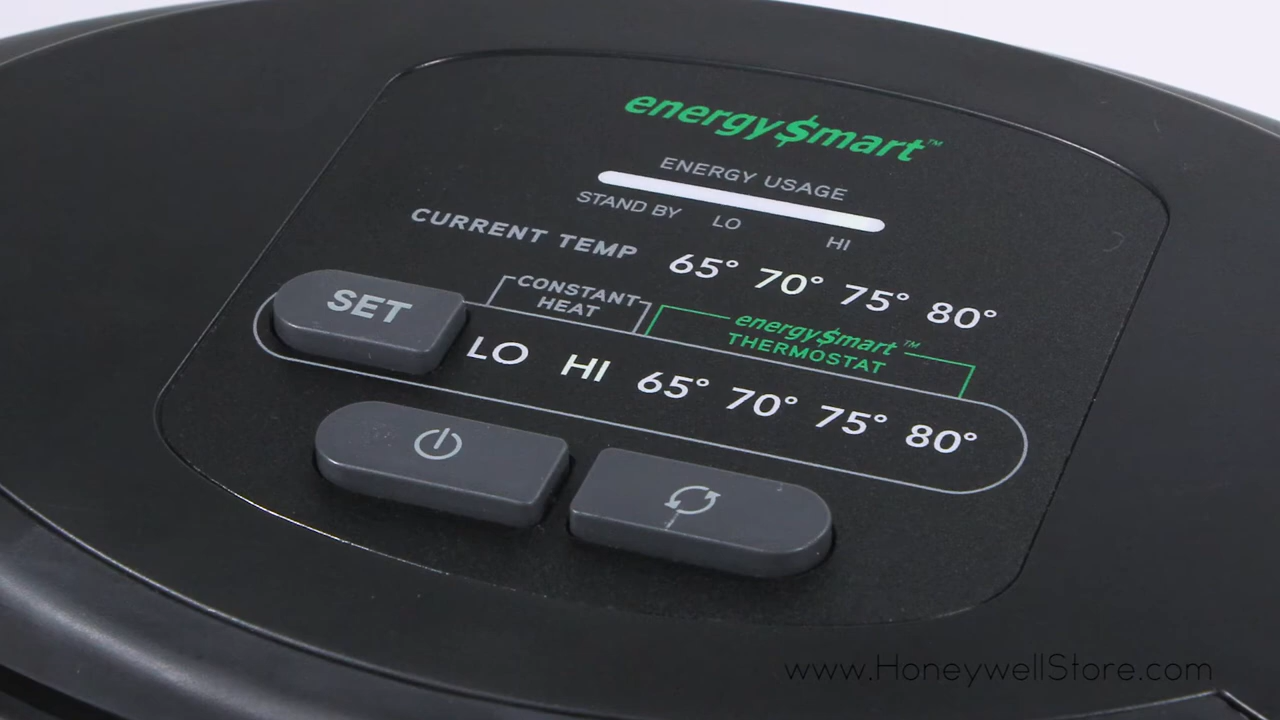 energy$mart™
ENERGY USAGE
STAND BY LO HI
CURRENT TEMP 65° 70° 75° 80°
SET
CONSTANT
HEAT
energy$mart™
THERMOSTAT
LO HI 65° 70° 75° 80°
www.HoneywellStore.com